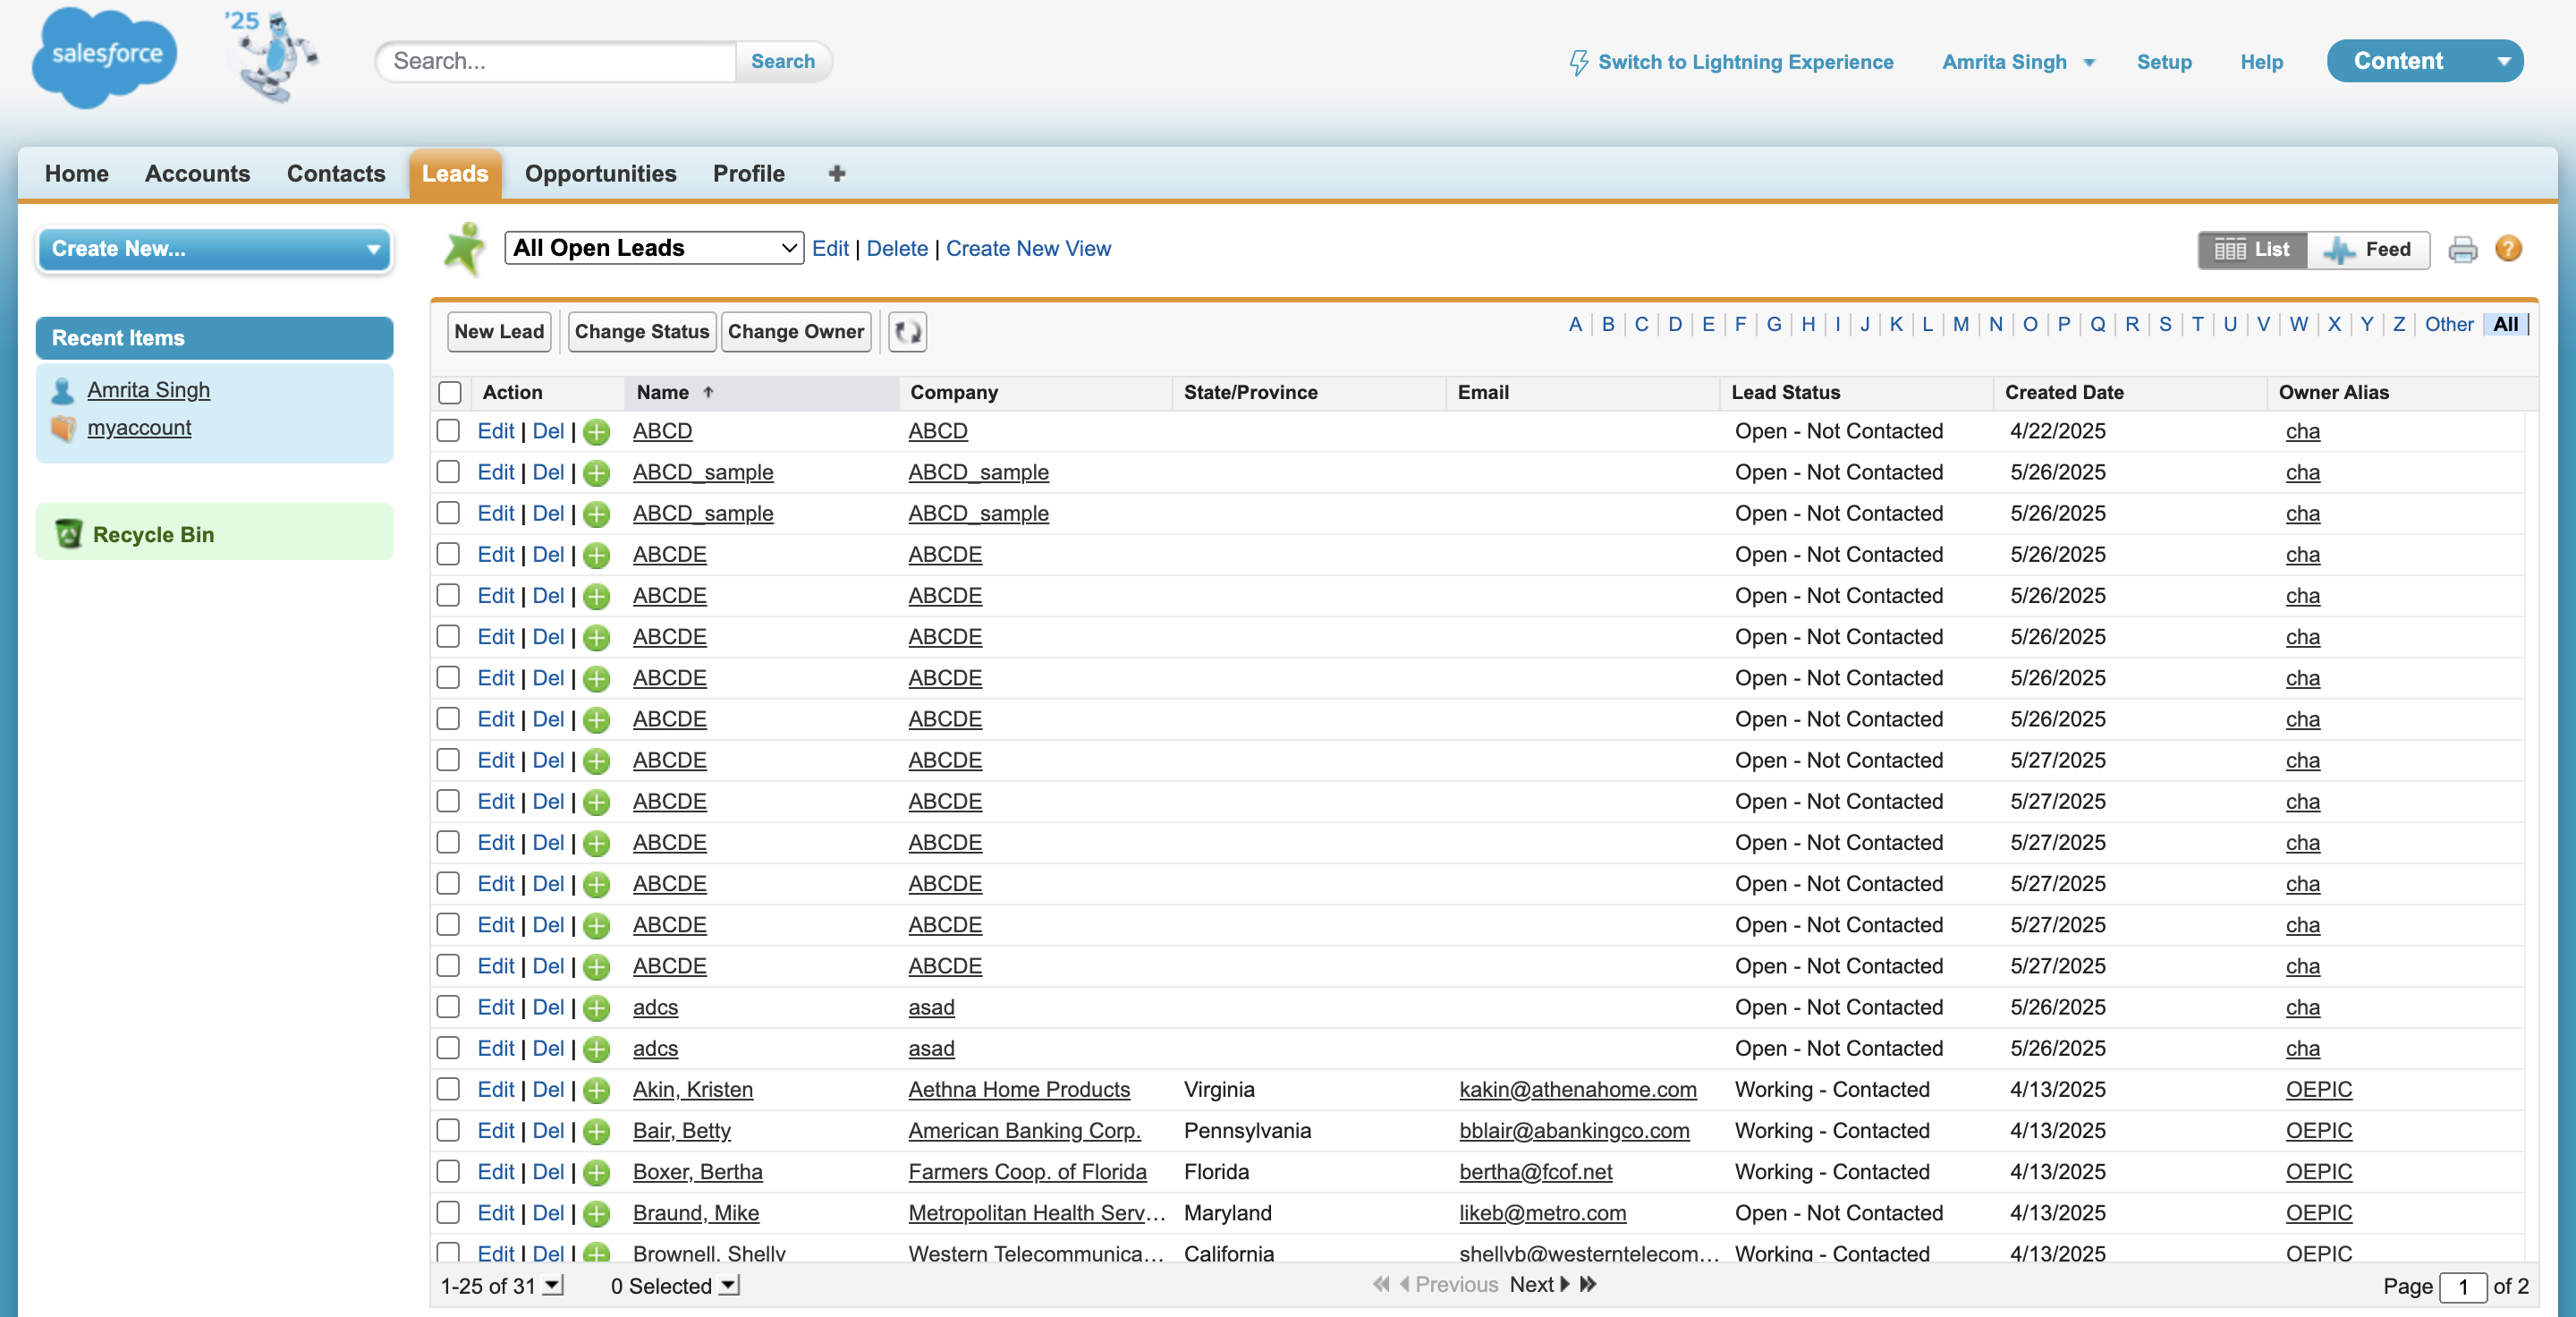 salesforce '25 Search... Search Switch to Lightning Experience Amrita Singh Setup Help Content
Home Accounts Contacts Leads Opportunities Profile
Create New...
All Open Leads Edit | Delete | Create New View List Feed
Recent Items
Amrita Singh
myaccount
Recycle Bin
New Lead Change Status Change Owner A | B | C | D | E | F | G | H | I | J | K | L | M | N | O | P | Q | R | S | T | U | V | W | X | Y | Z | Other | All
Action Name Company State/Province Email Lead Status Created Date Owner Alias
Edit | Del | ABCD ABCD Open - Not Contacted 4/22/2025 cha
Edit | Del | ABCD_sample ABCD_sample Open - Not Contacted 5/26/2025 cha
Edit | Del | ABCD_sample ABCD_sample Open - Not Contacted 5/26/2025 cha
Edit | Del | ABCDE ABCDE Open - Not Contacted 5/26/2025 cha
Edit | Del | ABCDE ABCDE Open - Not Contacted 5/26/2025 cha
Edit | Del | ABCDE ABCDE Open - Not Contacted 5/26/2025 cha
Edit | Del | ABCDE ABCDE Open - Not Contacted 5/26/2025 cha
Edit | Del | ABCDE ABCDE Open - Not Contacted 5/26/2025 cha
Edit | Del | ABCDE ABCDE Open - Not Contacted 5/27/2025 cha
Edit | Del | ABCDE ABCDE Open - Not Contacted 5/27/2025 cha
Edit | Del | ABCDE ABCDE Open - Not Contacted 5/27/2025 cha
Edit | Del | ABCDE ABCDE Open - Not Contacted 5/27/2025 cha
Edit | Del | ABCDE ABCDE Open - Not Contacted 5/27/2025 cha
Edit | Del | ABCDE ABCDE Open - Not Contacted 5/27/2025 cha
Edit | Del | adcs asad Open - Not Contacted 5/26/2025 cha
Edit | Del | adcs asad Open - Not Contacted 5/26/2025 cha
Edit | Del | Akin, Kristen Aethna Home Products Virginia kakin@athenahome.com Working - Contacted 4/13/2025 OEPIC
Edit | Del | Bair, Betty American Banking Corp. Pennsylvania bblair@abankingco.com Working - Contacted 4/13/2025 OEPIC
Edit | Del | Boxer, Bertha Farmers Coop. of Florida Florida bertha@fcof.net Working - Contacted 4/13/2025 OEPIC
Edit | Del | Braund, Mike Metropolitan Health Serv... Maryland likeb@metro.com Open - Not Contacted 4/13/2025 OEPIC
Edit | Del | Brownell, Shelly Western Telecommunica... California shellyb@westerntelecom... Working - Contacted 4/13/2025 OEPIC
1-25 of 31 0 Selected Previous Next Page 1 of 2